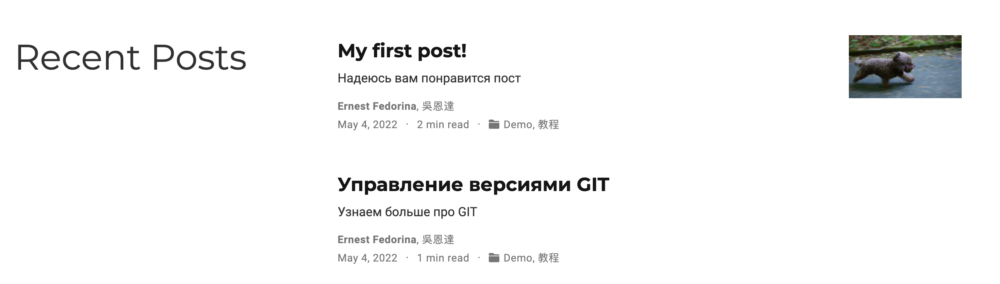 Recent Posts
My first post!
Надеюсь вам понравится пост
Ernest Fedorina, 吳恩達
May 4, 2022 · 2 min read · Demo, 教程
Управление версиями GIT
Узнаем больше про GIT
Ernest Fedorina, 吳恩達
May 4, 2022 · 1 min read · Demo, 教程